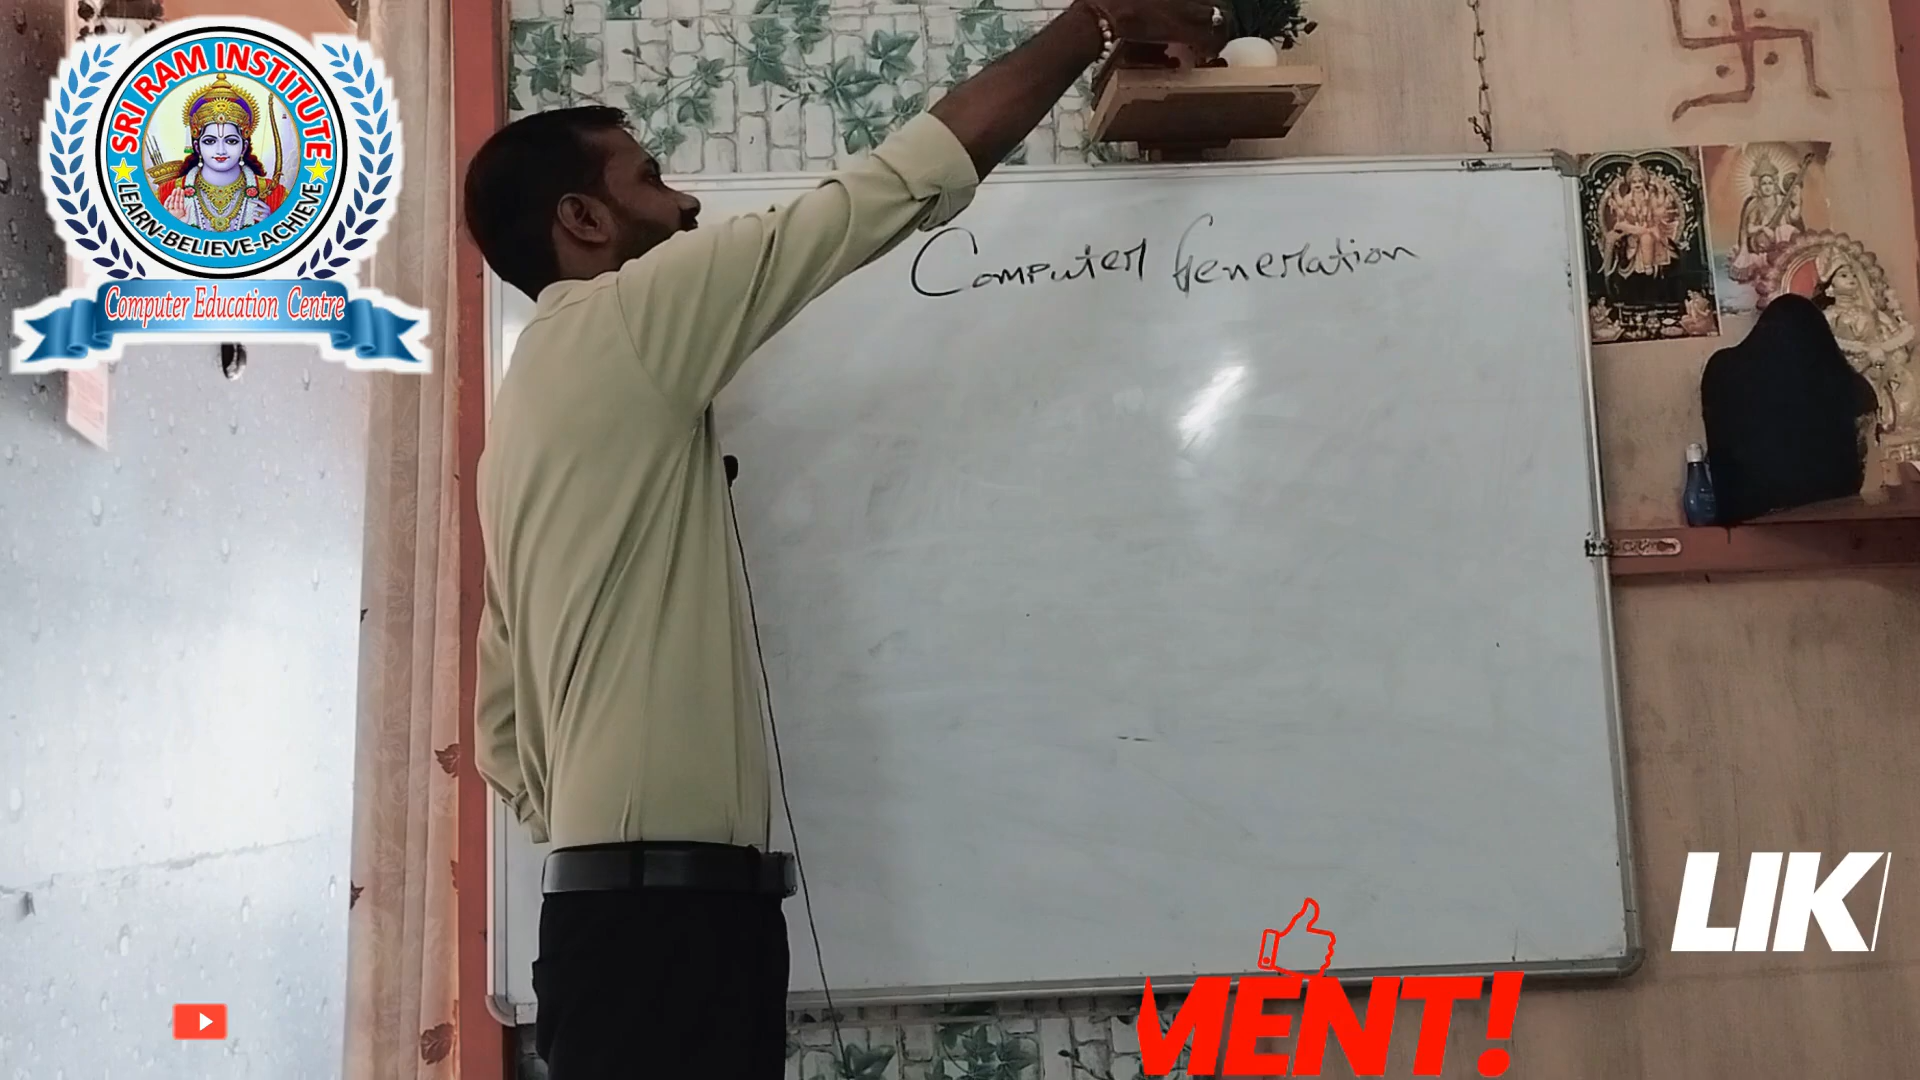 SRI RAM INSTITUTE
LEARN-BELIEVE-ACHIEVE
Computer Education Centre
Computer Generation
LIK
MENT!